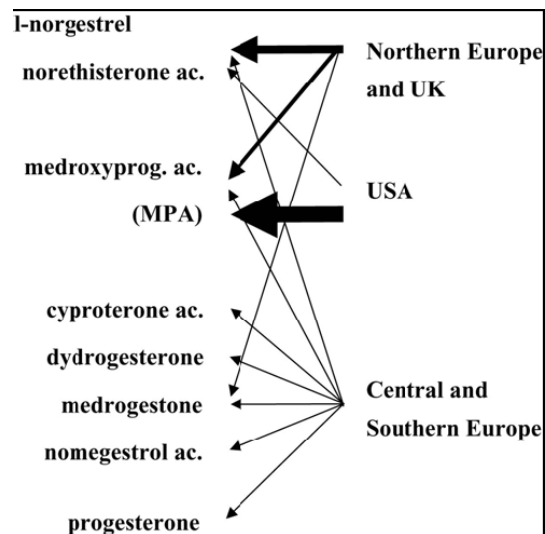 l-norgestrel
norethisterone ac.
medroxyprog. ac.
(MPA)
cyproterone ac.
dydrogesterone
medrogestone
nomegestrol ac.
progesterone
Northern Europe
and UK
USA
Central and
Southern Europe